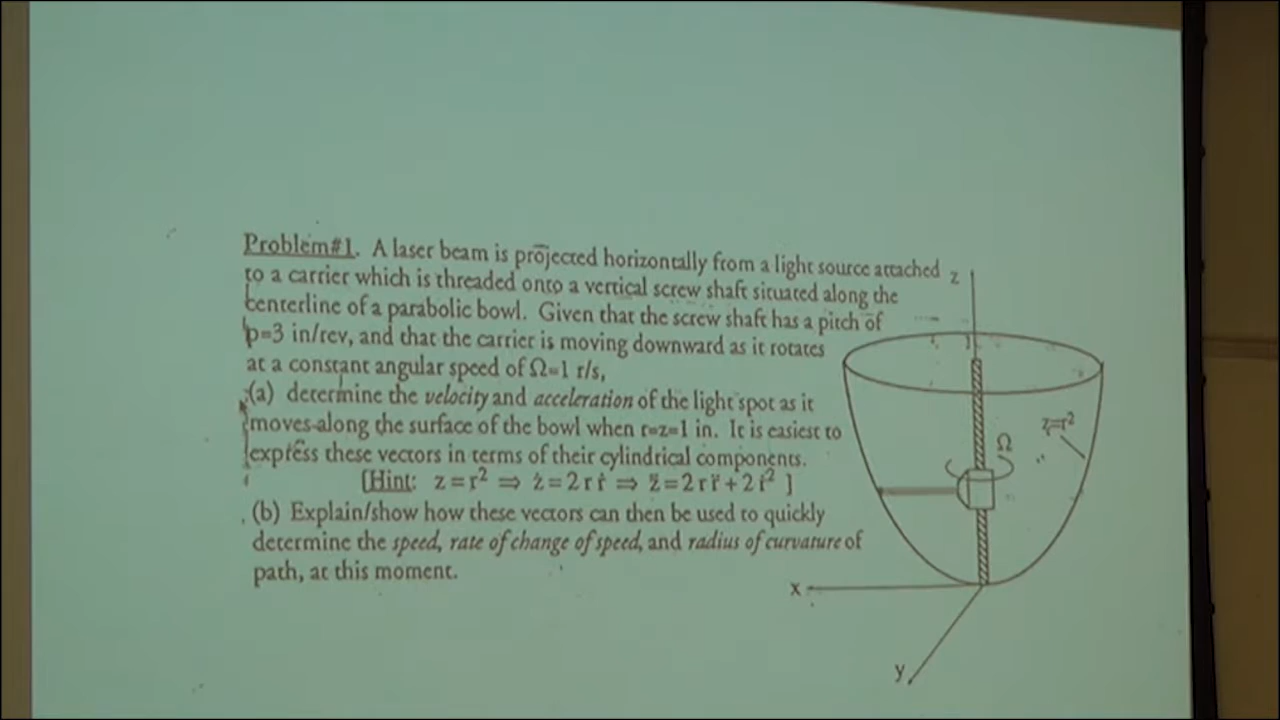 Problem#1. A laser beam is projected horizontally from a light source attached
to a carrier which is threaded onto a vertical screw shaft situated along the
centerline of a parabolic bowl. Given that the screw shaft has a pitch of
p=3 in/rev, and that the carrier is moving downward as it rotates
at a constant angular speed of Ω=1 r/s,
(a) determine the velocity and acceleration of the light spot as it
moves along the surface of the bowl when r=z=1 in. It is easiest to
express these vectors in terms of their cylindrical components.
[Hint: z=r² ⇒ ż=2rṙ ⇒ z̈=2rr̈+2ṙ² ]
(b) Explain/show how these vectors can then be used to quickly
determine the speed, rate of change of speed, and radius of curvature of
path, at this moment.
z
z=r²
Ω
x
y